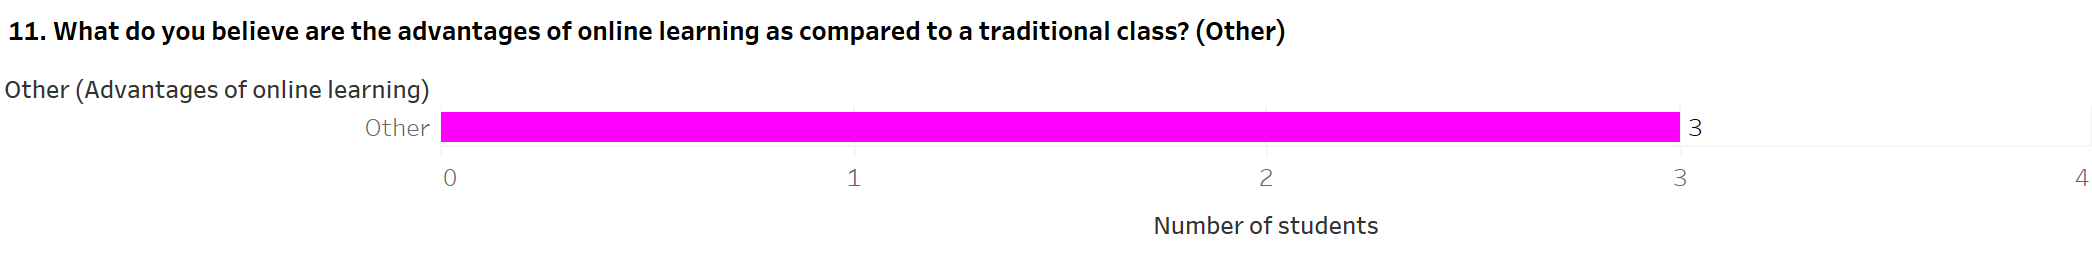 11. What do you believe are the advantages of online learning as compared to a traditional class? (Other)
Other (Advantages of online learning)
Other 3
0 1 2 3 4
Number of students